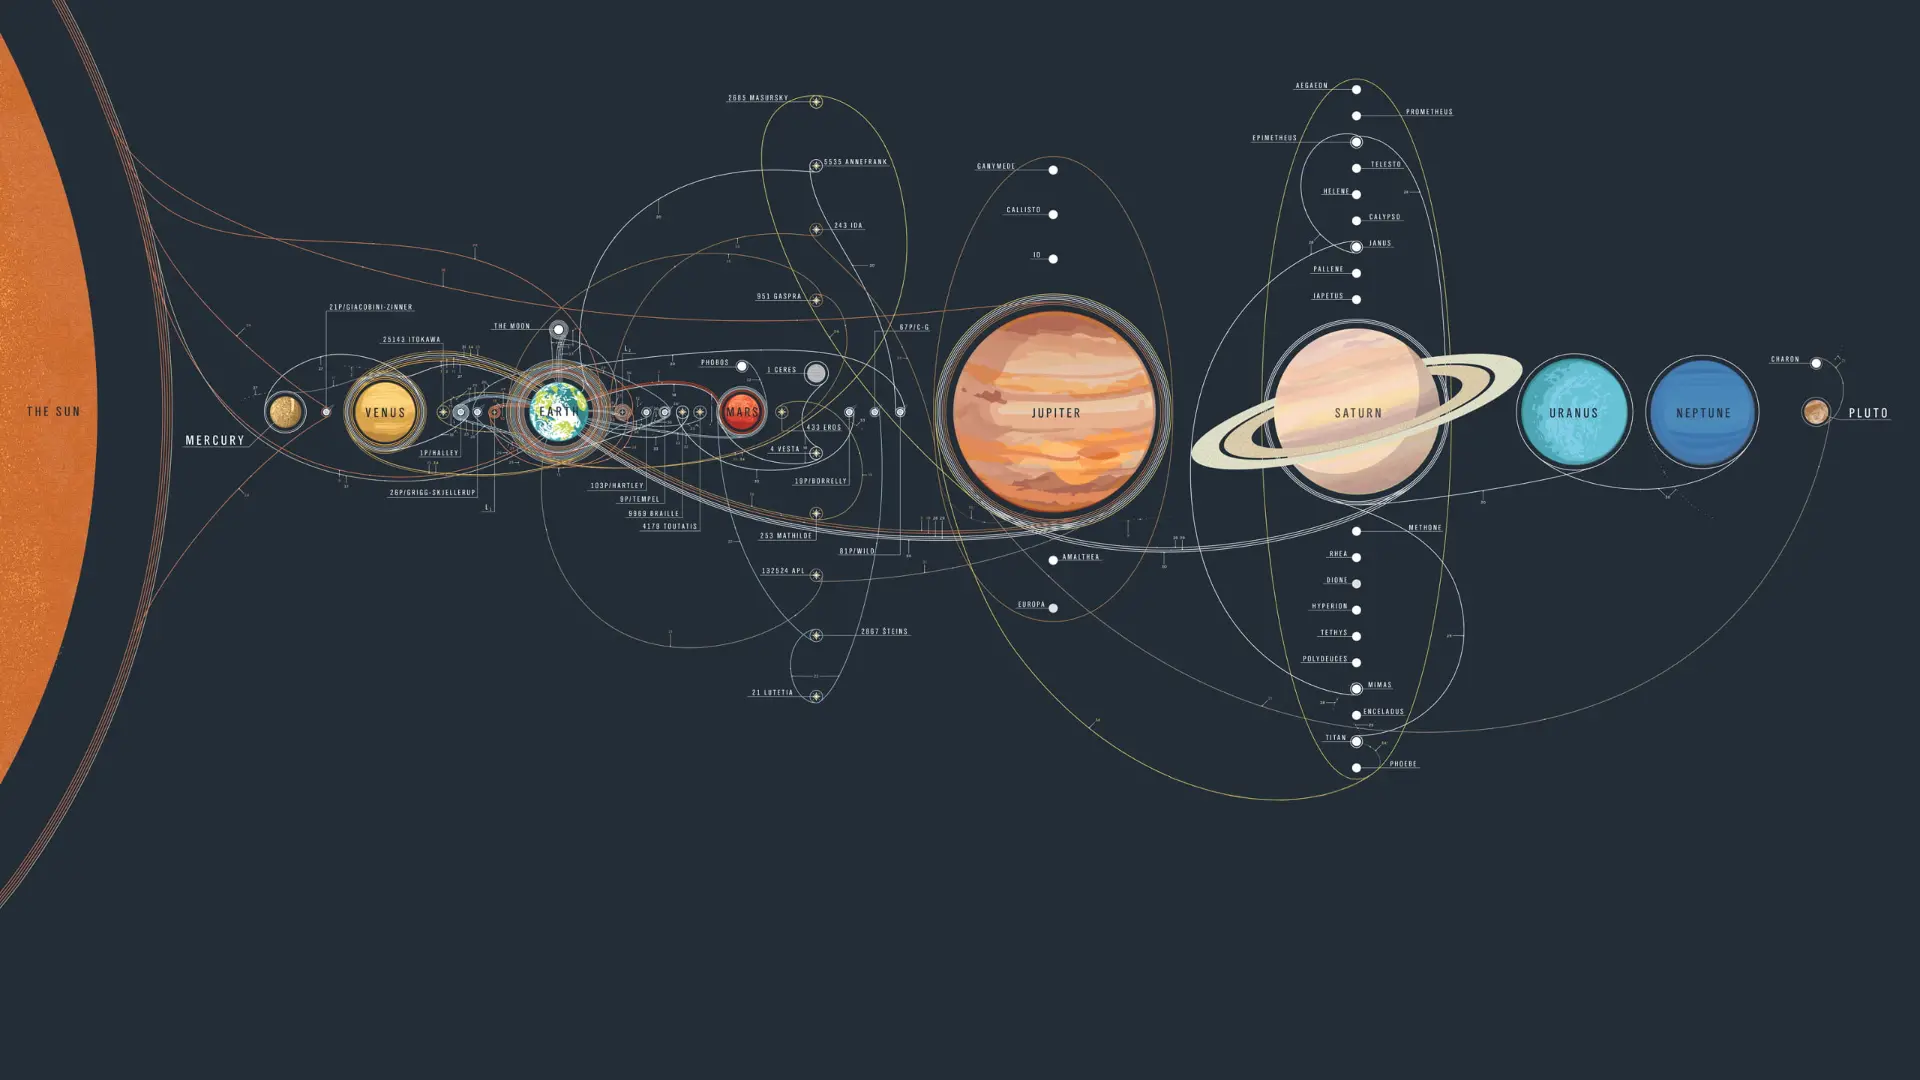 AEGAEON
2685 MASURSKY
PROMETHEUS
EPIMETHEUS
5535 ANNEFRANK
GANYMEDE
TELESTO
HELENE
CALLISTO
CALYPSO
243 IDA
JANUS
IO
PALLENE
951 GASPRA
IAPETUS
21P/GIACOBINI-ZINNER
THE MOON
67P/C-G
25143 ITOKAWA
L₂
PHOBOS
1 CERES
CHARON
THE SUN
MERCURY
VENUS
EARTH
MARS
JUPITER
SATURN
URANUS
NEPTUNE
PLUTO
433 EROS
4 VESTA
1P/HALLEY
19P/BORRELLY
103P/HARTLEY
26P/GRIGG-SKJELLERUP
9P/TEMPEL
L₁
9969 BRAILLE
4179 TOUTATIS
METHONE
253 MATHILDE
81P/WILD
AMALTHEA
RHEA
132524 APL
DIONE
EUROPA
HYPERION
2867 ŠTEINS
TETHYS
POLYDEUCES
MIMAS
21 LUTETIA
ENCELADUS
TITAN
PHOEBE